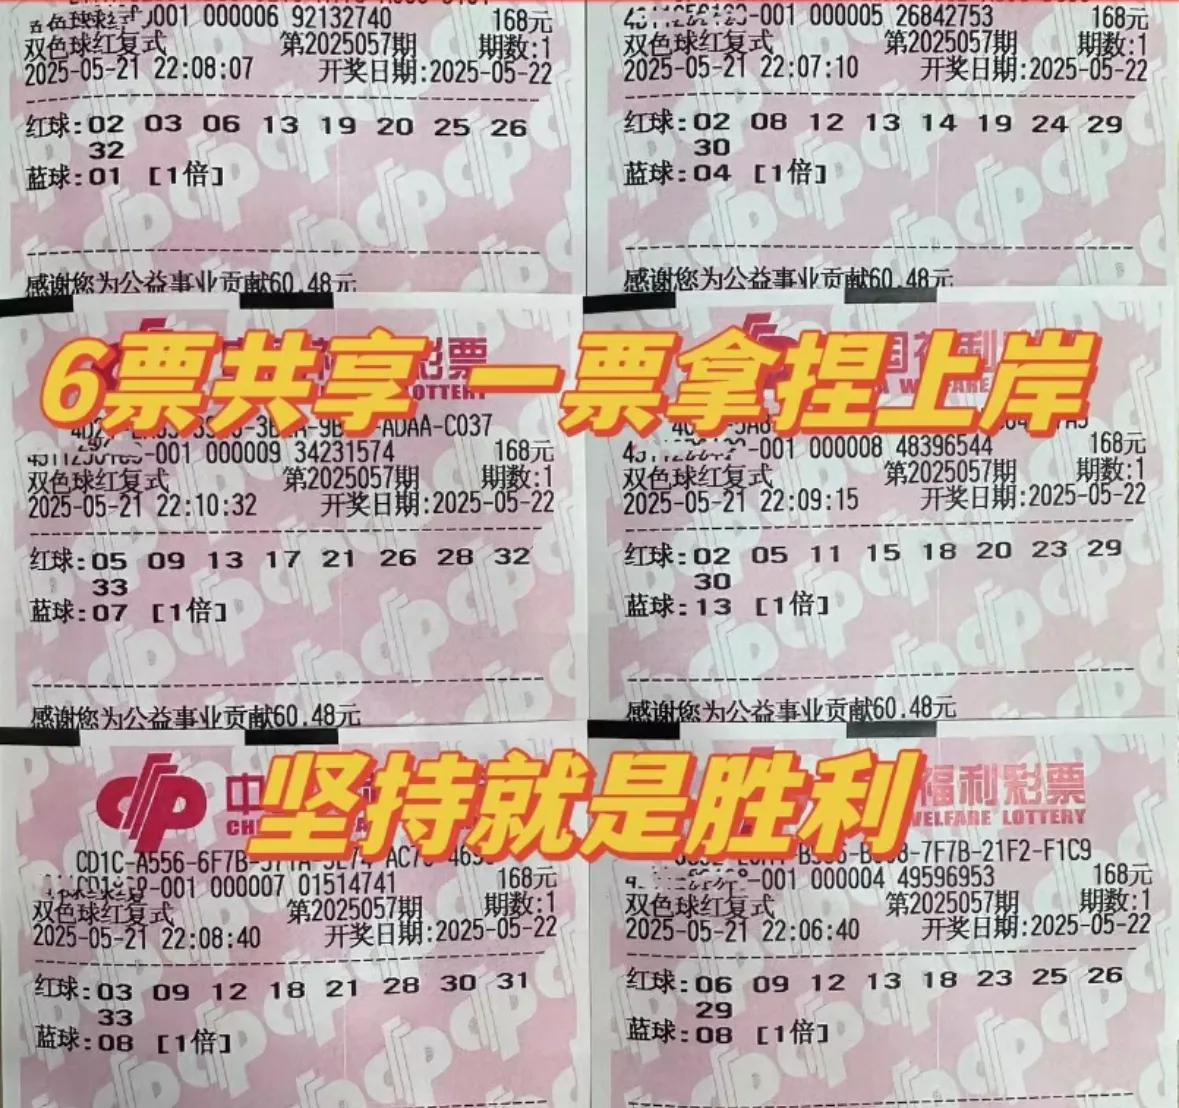 001 000006 92132740 168元
双色球红复式 第2025057期 期数:1
2025-05-21 22:08:07 开奖日期:2025-05-22
红球:02 03 06 13 19 20 25 26
32
蓝球:01 [1倍]
感谢您为公益事业贡献60.48元
-001 000005 26842753 168元
双色球红复式 第2025057期 期数:1
2025-05-21 22:07:10 开奖日期:2025-05-22
红球:02 08 12 13 14 19 24 29
30
蓝球:04 [1倍]
感谢您为公益事业贡献60.48元
6票共享 一票拿捏上岸
彩票
LOTTERY
-ADAA-C037
-001 000009 34231574 168元
双色球红复式 第2025057期 期数:1
2025-05-21 22:10:32 开奖日期:2025-05-22
红球:05 09 13 17 21 26 28 32
33
蓝球:07 [1倍]
感谢您为公益事业贡献60.48元
-001 000008 48396544 168元
双色球红复式 第2025057期 期数:1
2025-05-21 22:09:15 开奖日期:2025-05-22
红球:02 05 11 15 18 20 23 29
30
蓝球:13 [1倍]
感谢您为公益事业贡献60.48元
坚持就是胜利
中
CH
CD1C-A556-6F7B-
-001 000007 01514741 168元
双色球红复式 第2025057期 期数:1
2025-05-21 22:08:40 开奖日期:2025-05-22
红球:03 09 12 18 21 28 30 31
33
蓝球:08 [1倍]
福利彩票
WELFARE LOTTERY
-7F7B-21F2-F1C9
-001 000004 49596953 168元
双色球红复式 第2025057期 期数:1
2025-05-21 22:06:40 开奖日期:2025-05-22
红球:06 09 12 13 18 23 25 26
29
蓝球:08 [1倍]